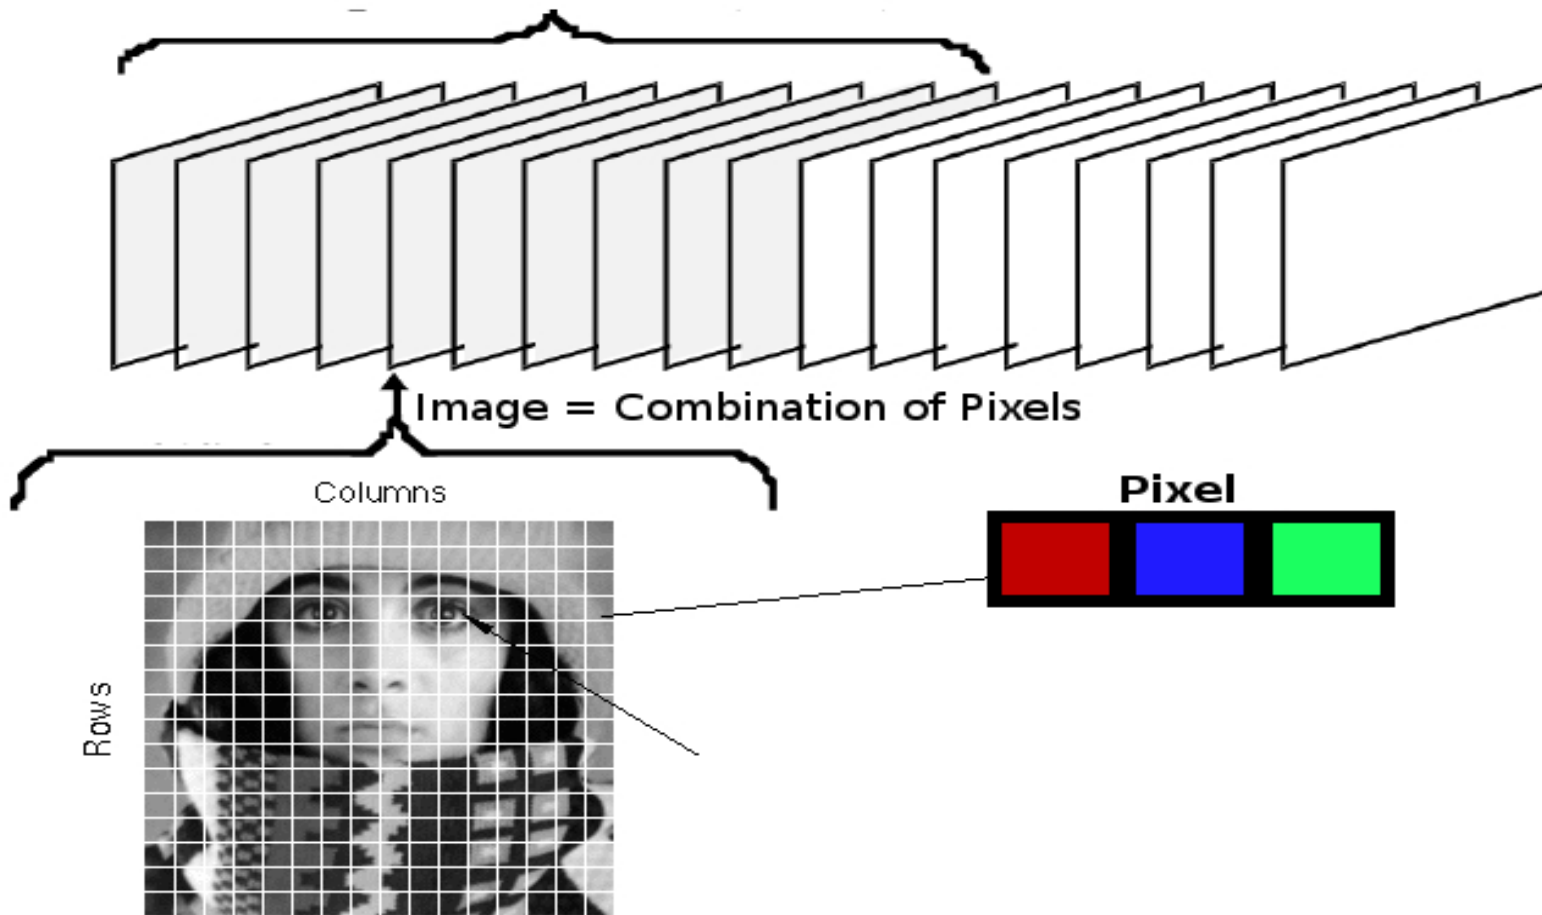 Image = Combination of Pixels
Columns
Pixel
Rows